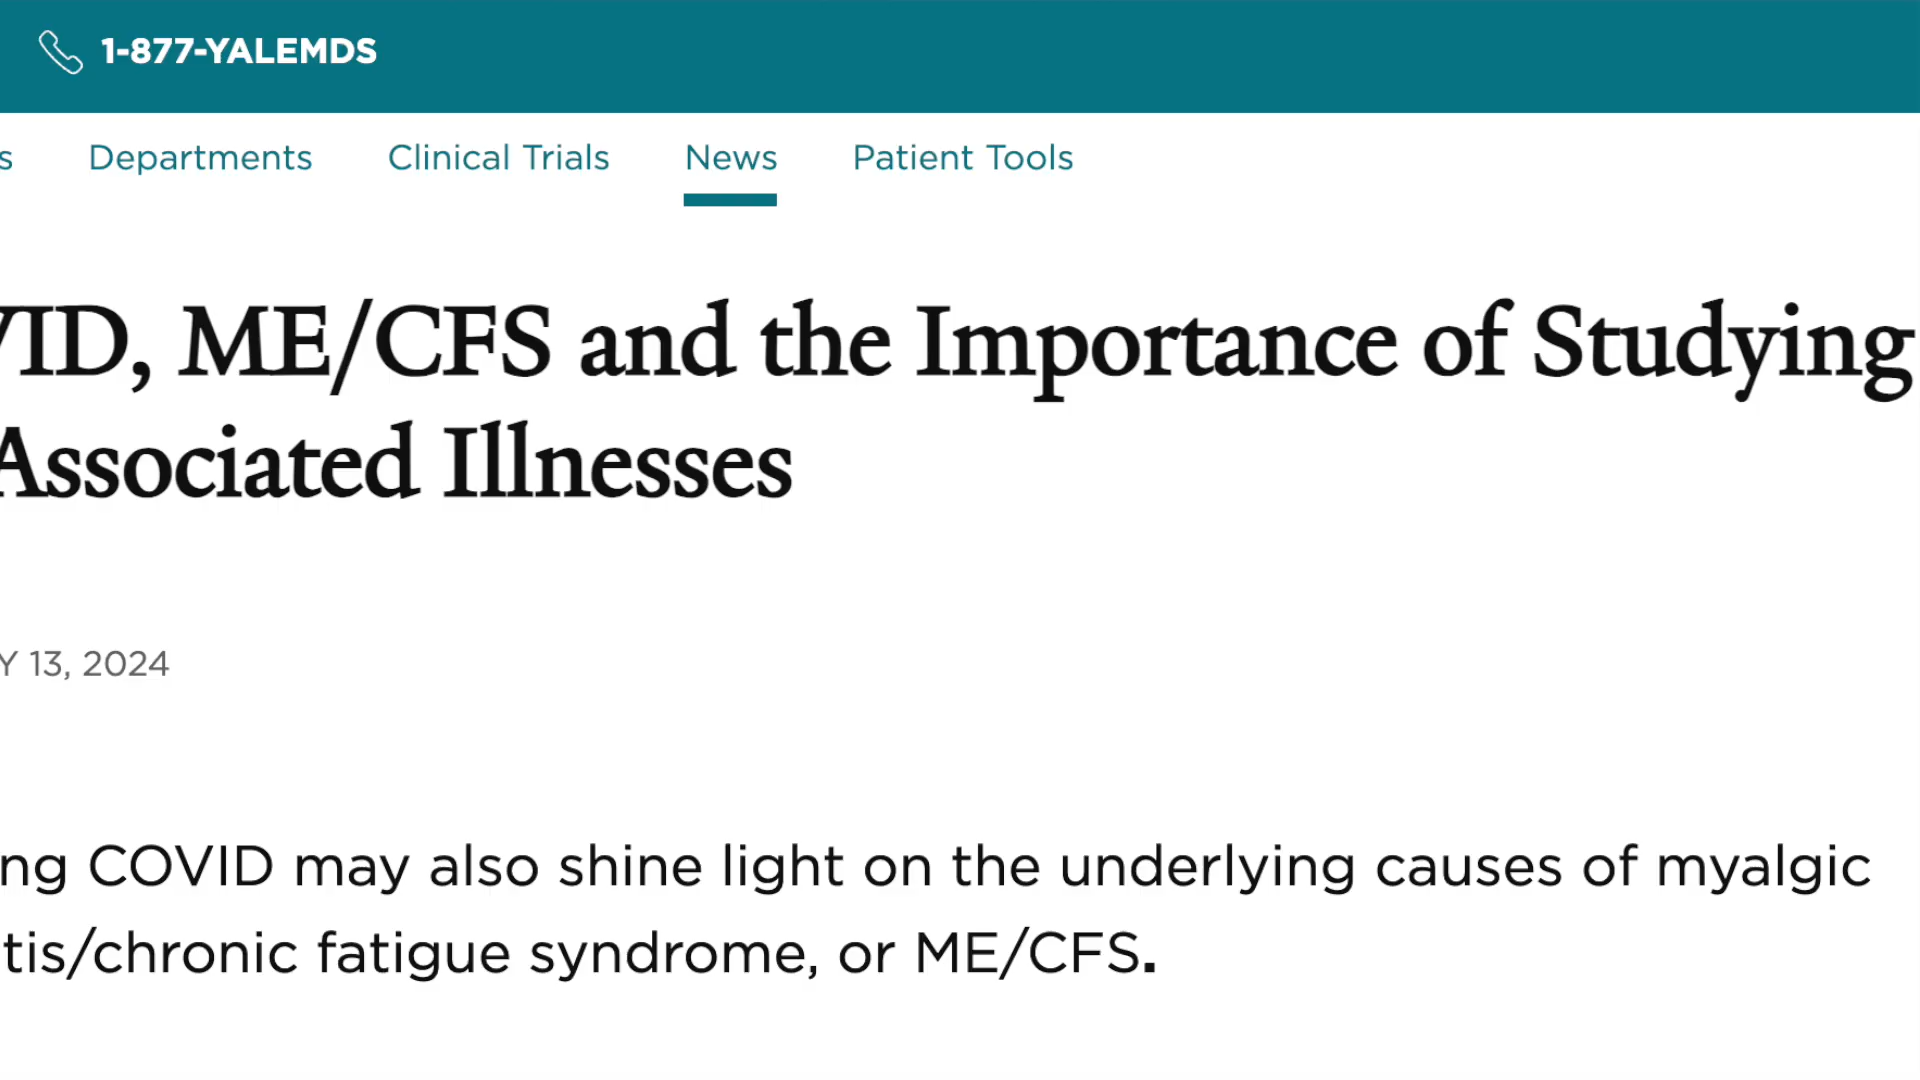 1-877-YALEMDS
Departments Clinical Trials News Patient Tools
VID, ME/CFS and the Importance of Studying
Associated Illnesses
Y 13, 2024
ng COVID may also shine light on the underlying causes of myalgic
tis/chronic fatigue syndrome, or ME/CFS.